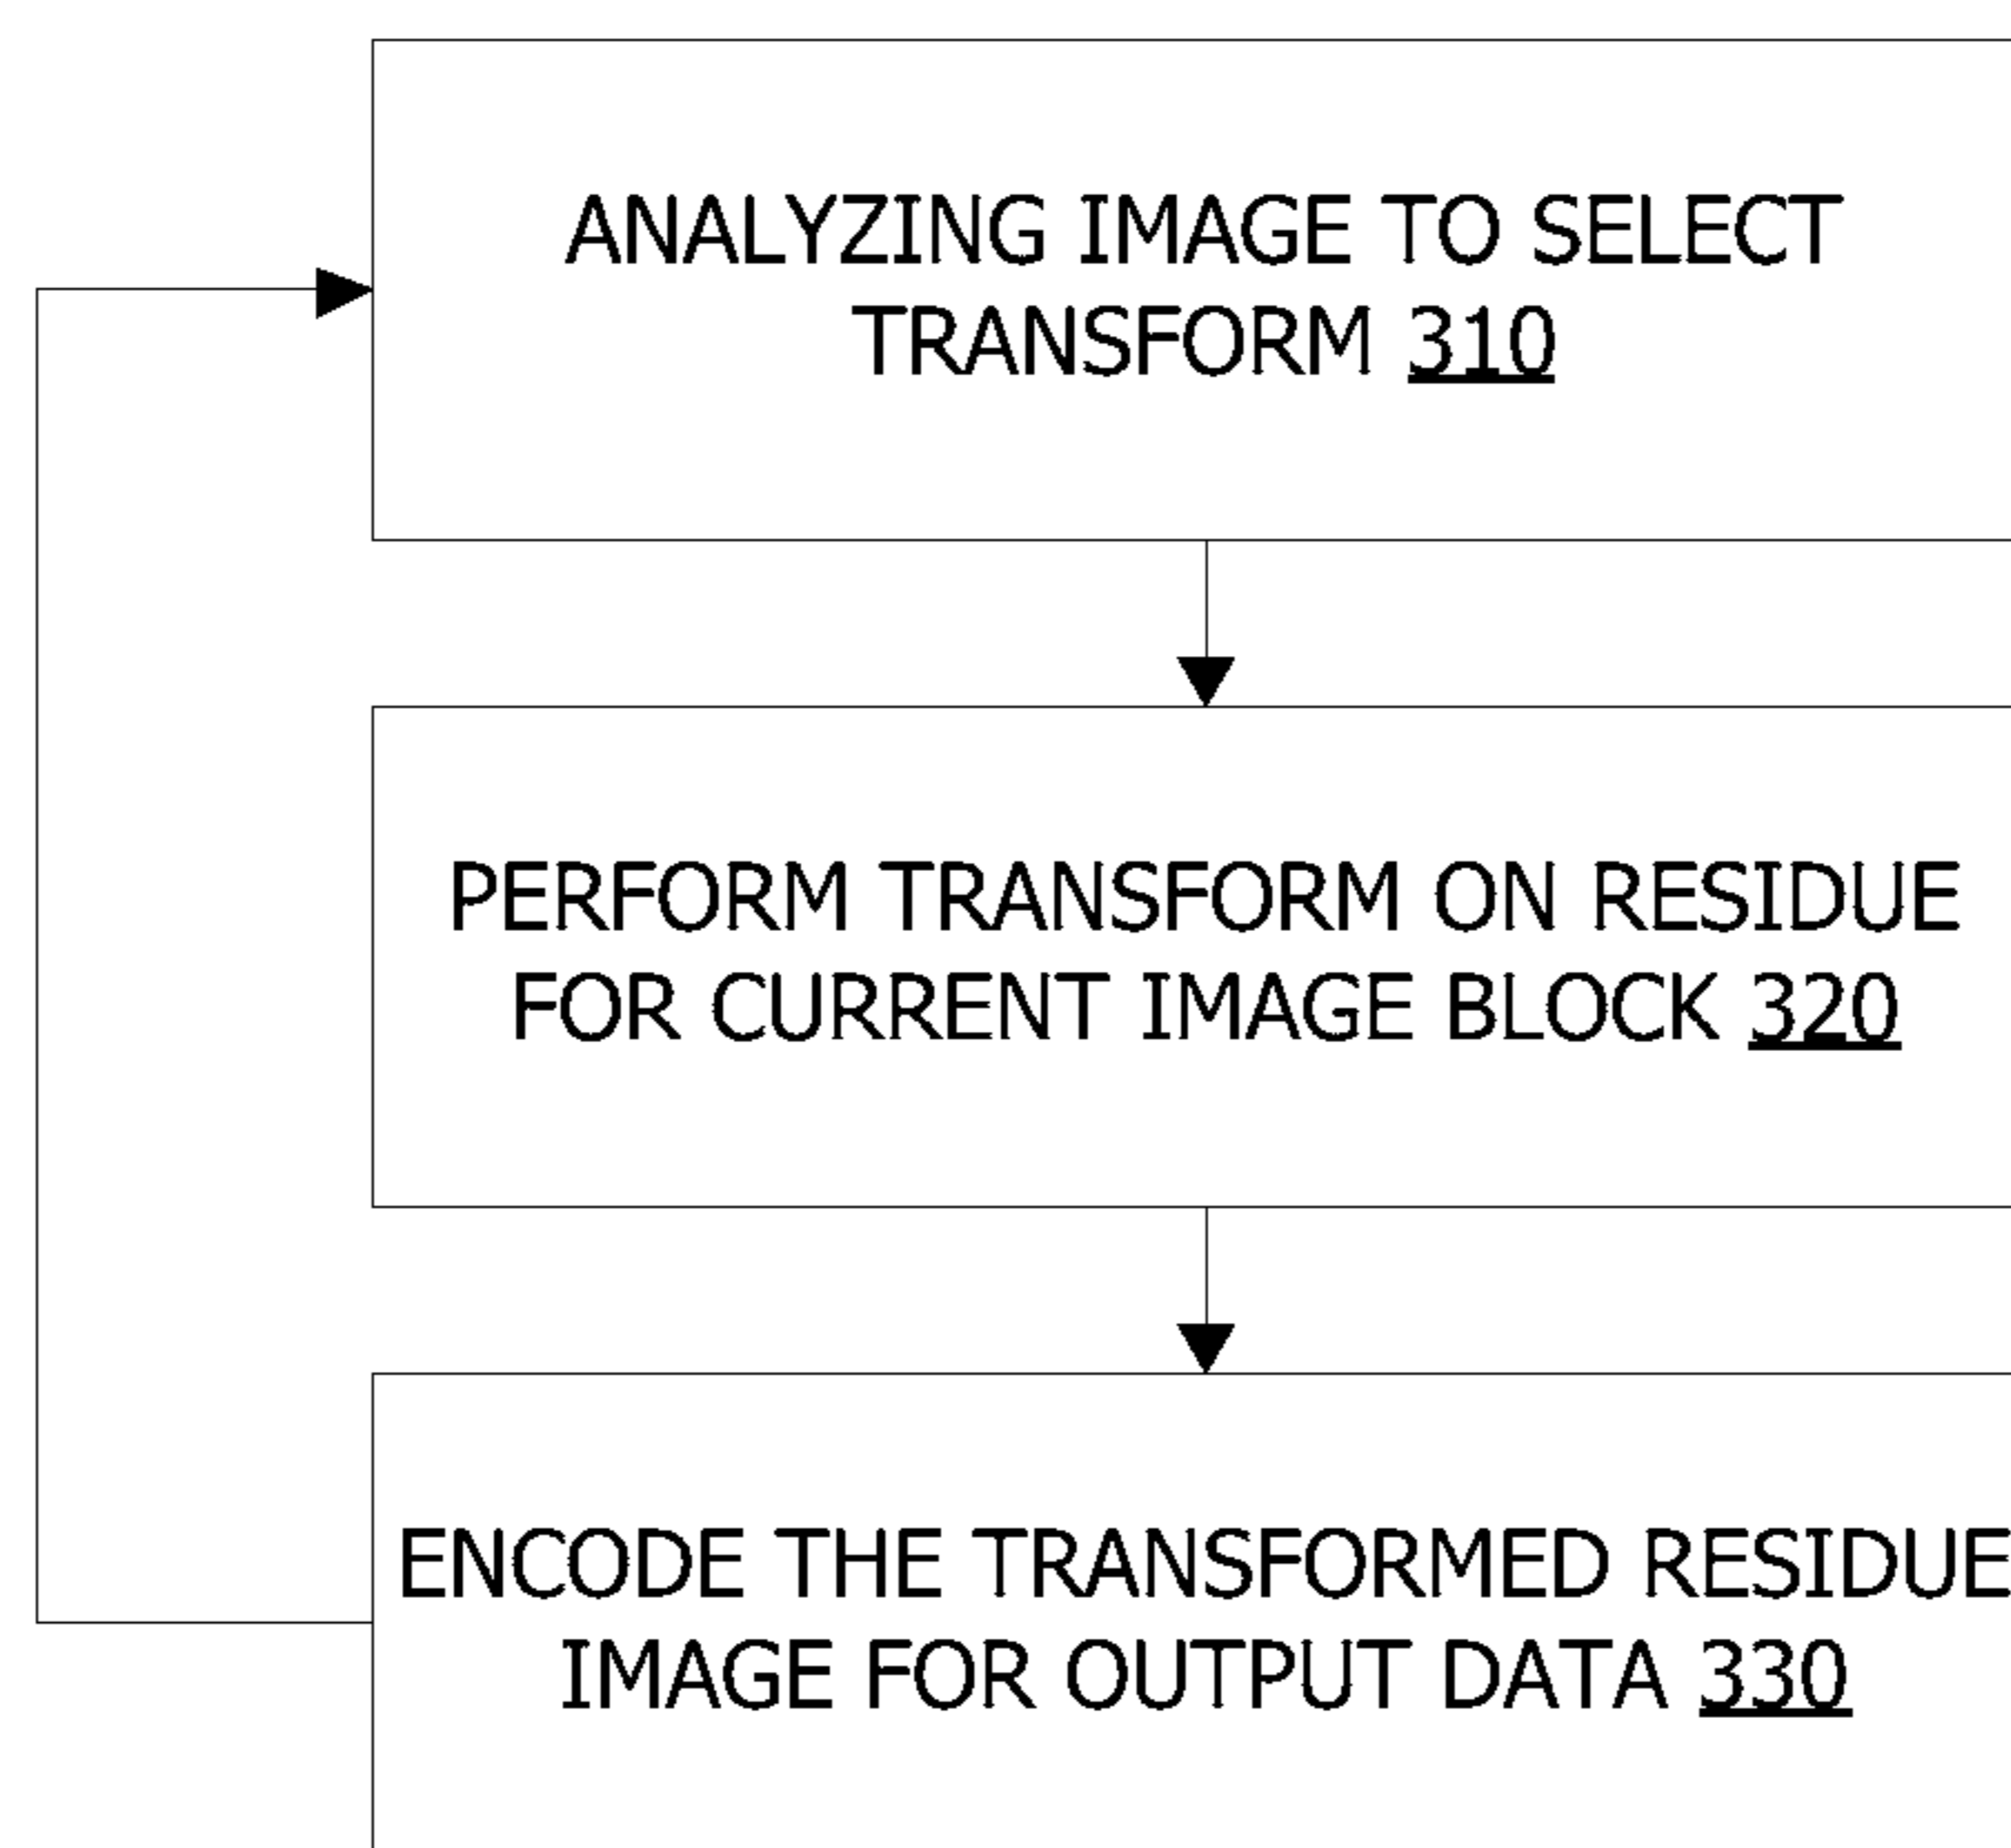 ANALYZING IMAGE TO SELECT
TRANSFORM 310
PERFORM TRANSFORM ON RESIDUE
FOR CURRENT IMAGE BLOCK 320
ENCODE THE TRANSFORMED RESIDUE
IMAGE FOR OUTPUT DATA 330